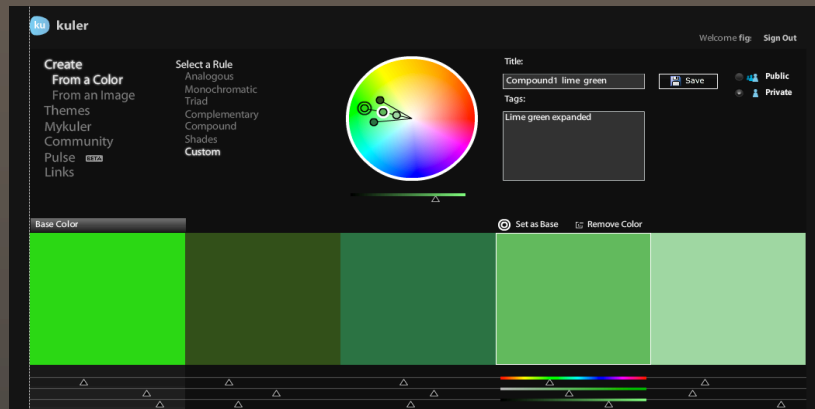 ku kuler
Welcome fig: Sign Out
Create
From a Color
From an Image
Themes
Mykuler
Community
Pulse BETA
Links
Select a Rule
Analogous
Monochromatic
Triad
Complementary
Compound
Shades
Custom
Title:
Compound1 lime green
Save
Public
Private
Tags:
Lime green expanded
Base Color
Set as Base
Remove Color